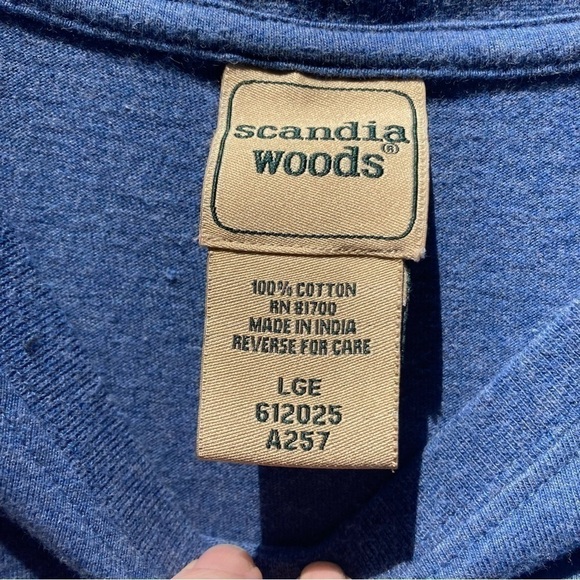 scandia
woods®
100% COTTON
RN 81700
MADE IN INDIA
REVERSE FOR CARE
LGE
612025
A257